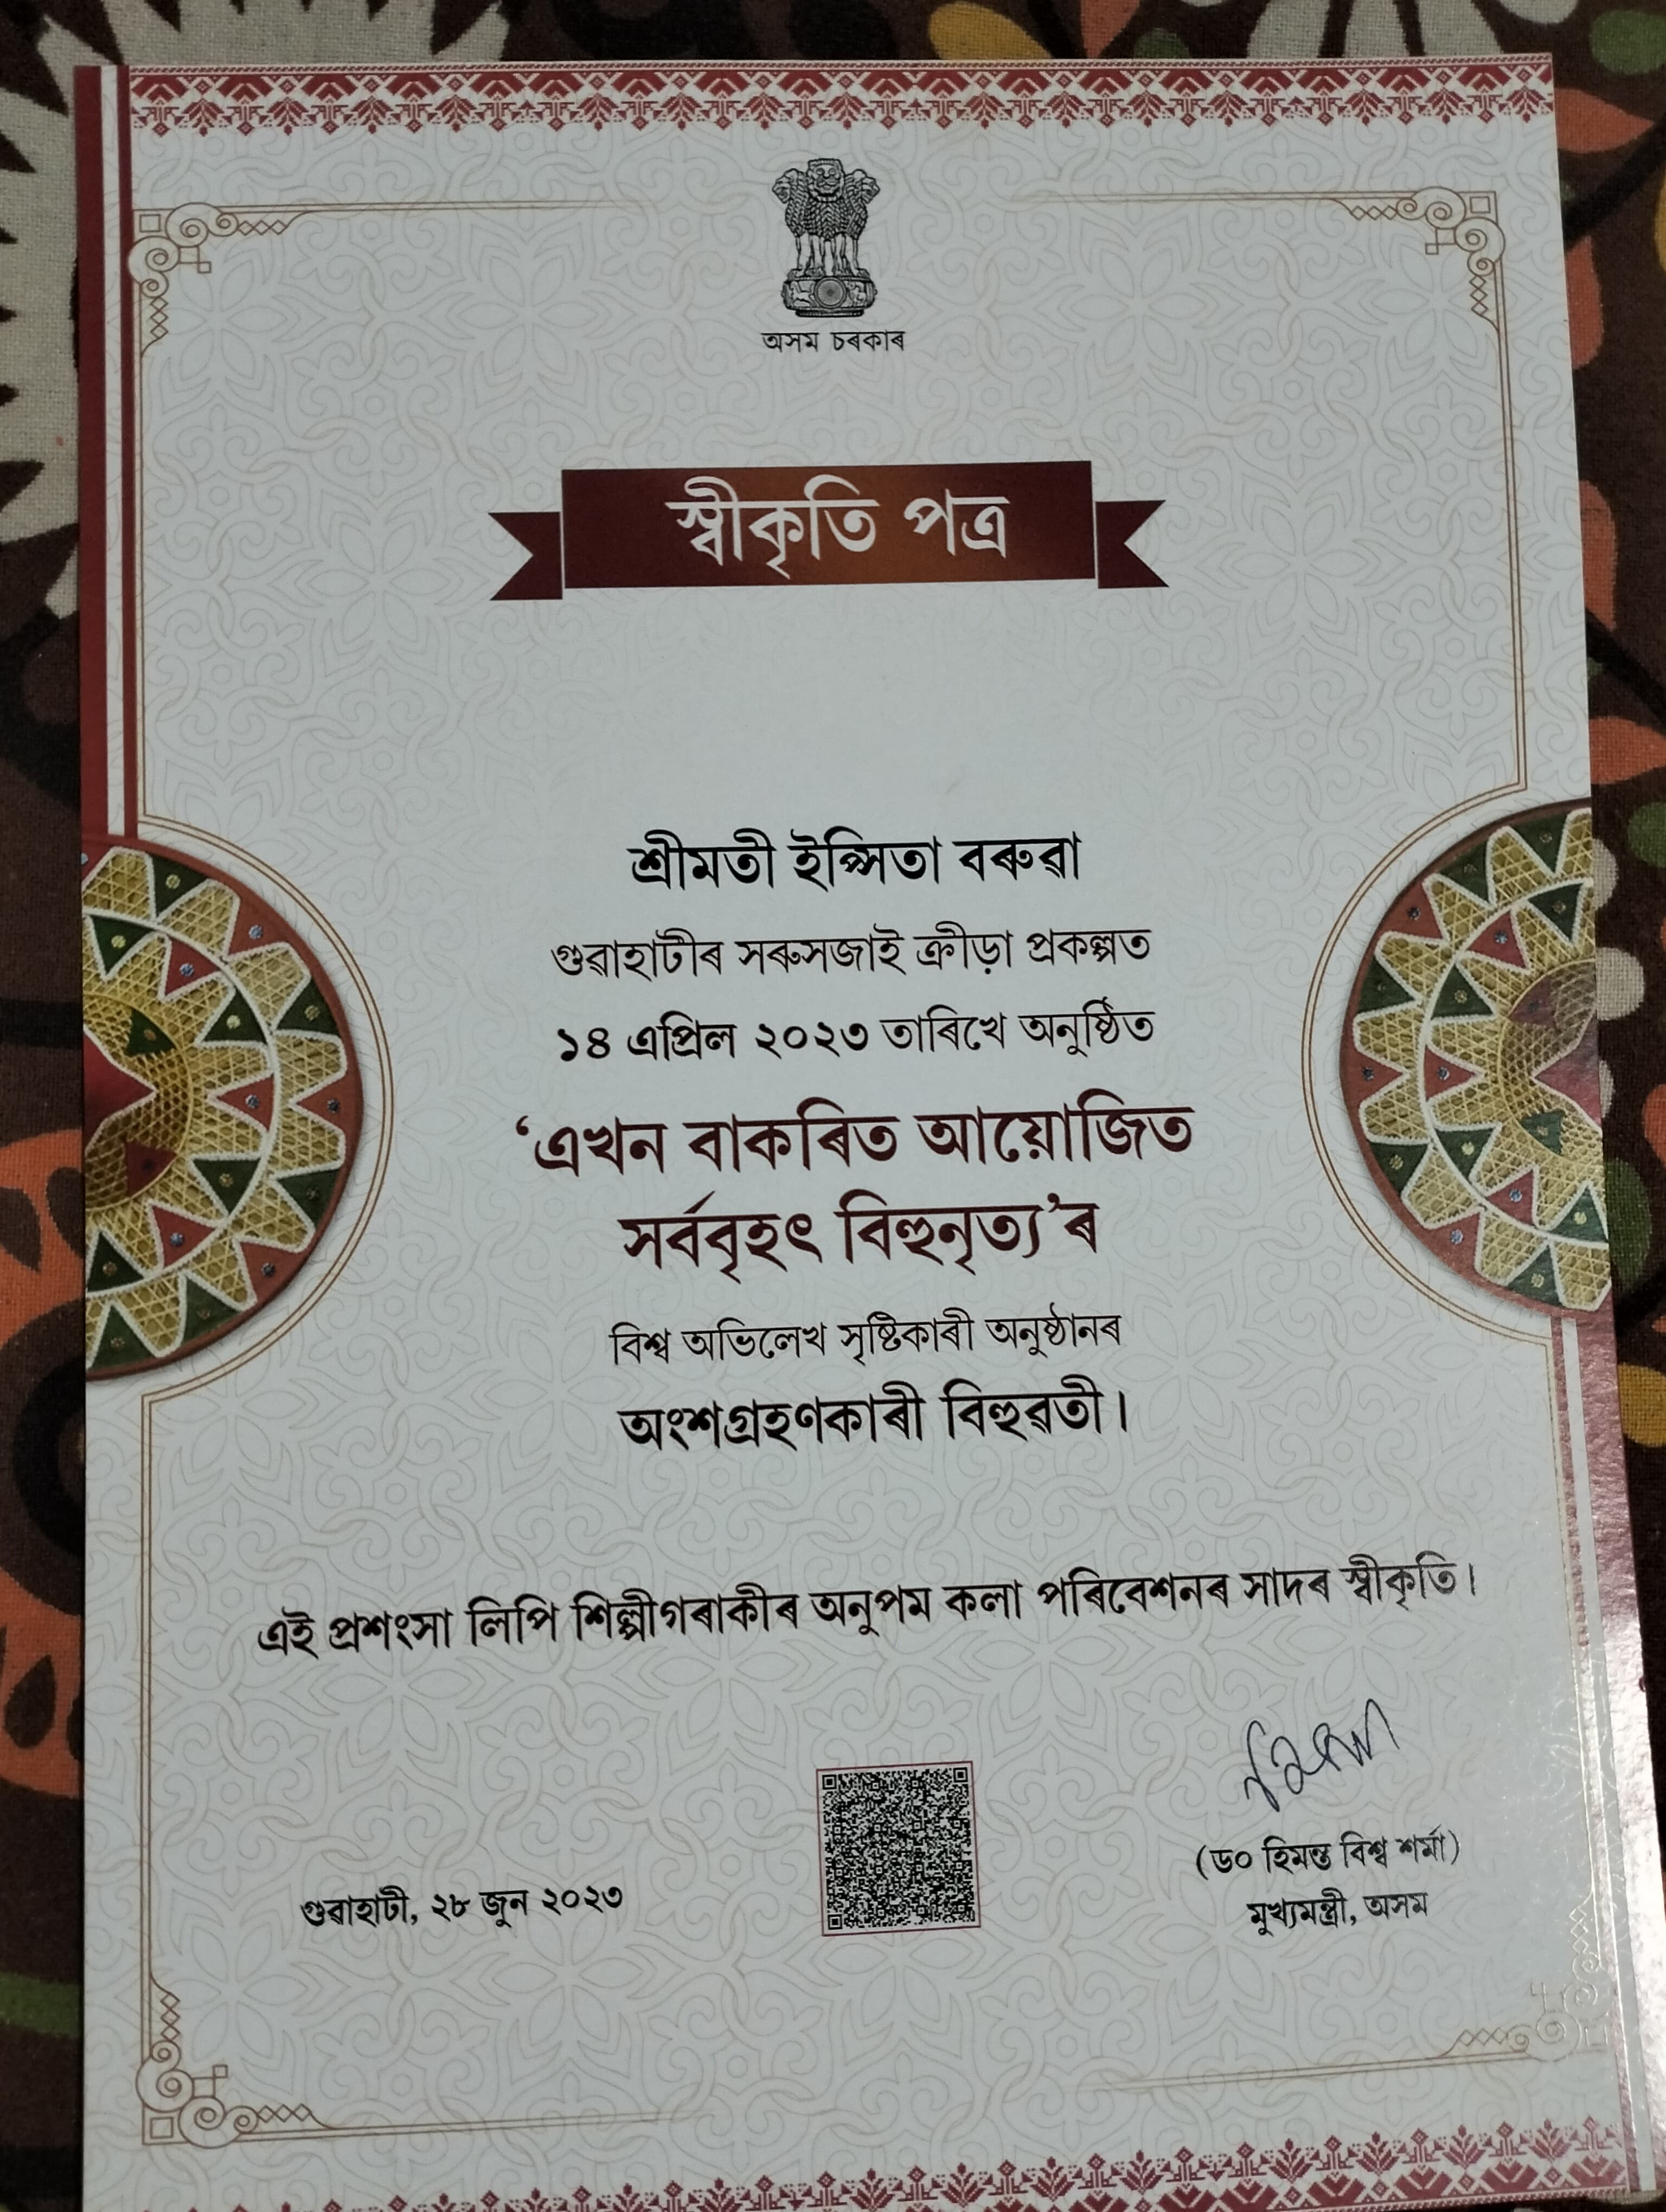 অসম চৰকাৰ
স্বীকৃতি পত্ৰ
শ্ৰীমতী ইপ্সিতা বৰুৱা
গুৱাহাটীৰ সৰুসজাই ক্ৰীড়া প্ৰকল্পত
১৪ এপ্ৰিল ২০২৩ তাৰিখে অনুষ্ঠিত
‘এখন বাকৰিত আয়োজিত
সৰ্ববৃহৎ বিহুনৃত্য’ৰ
বিশ্ব অভিলেখ সৃষ্টিকাৰী অনুষ্ঠানৰ
অংশগ্ৰহণকাৰী বিহুৱতী।
এই প্ৰশংসা লিপি শিল্পীগৰাকীৰ অনুপম কলা পৰিবেশনৰ সাদৰ স্বীকৃতি।
(ড০ হিমন্ত বিশ্ব শৰ্মা)
গুৱাহাটী, ২৮ জুন ২০২৩
মুখ্যমন্ত্ৰী, অসম